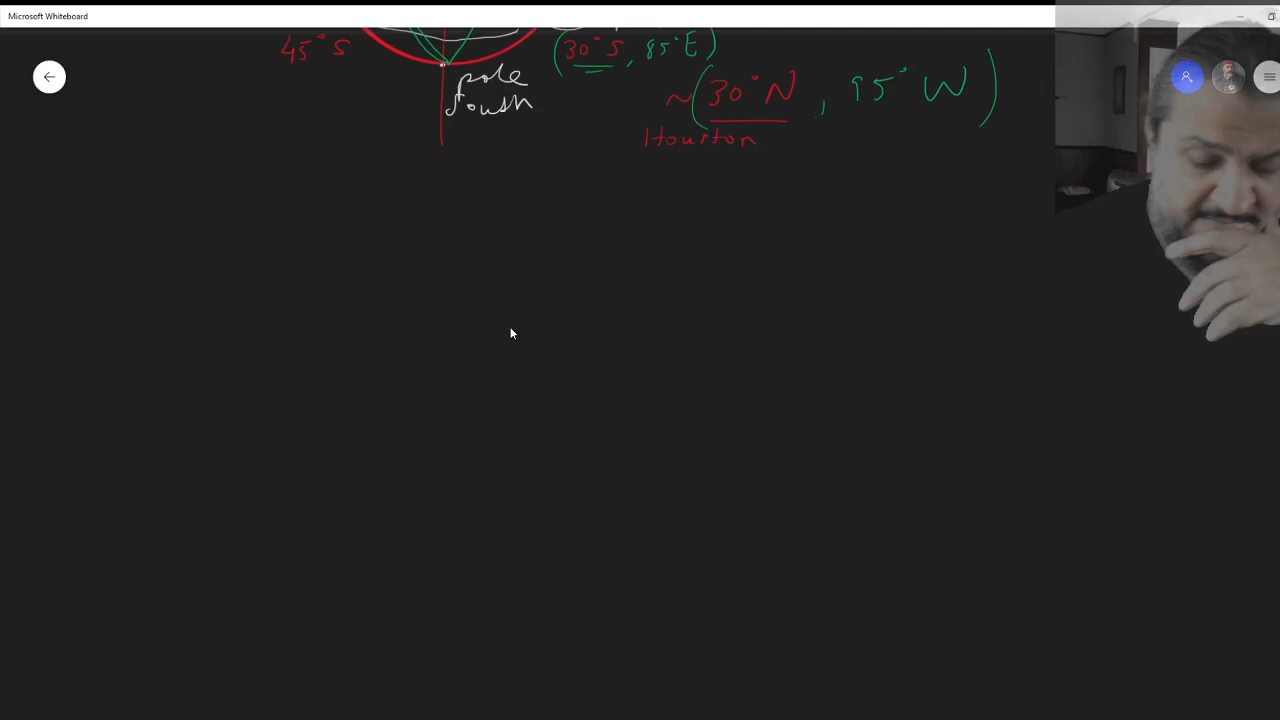 Microsoft Whiteboard
45° S
(30° S, 85° E)
pole
south
~(30° N, 95° W)
Houston